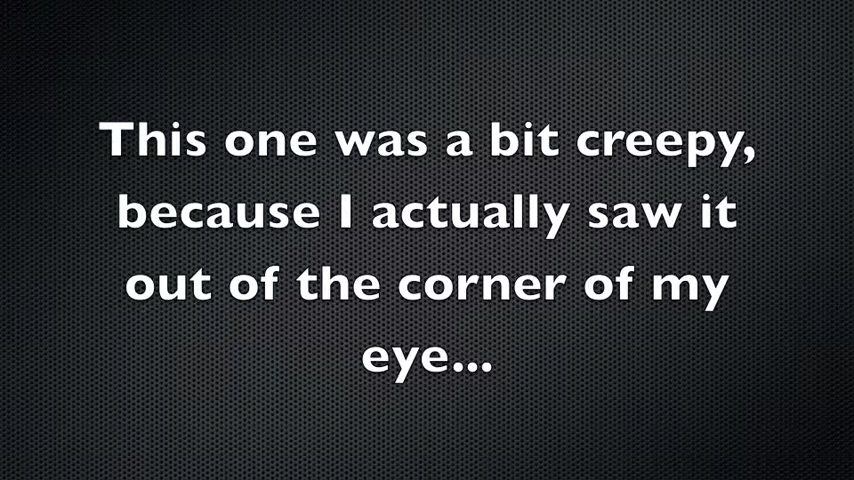 This one was a bit creepy,
because I actually saw it
out of the corner of my
eye...